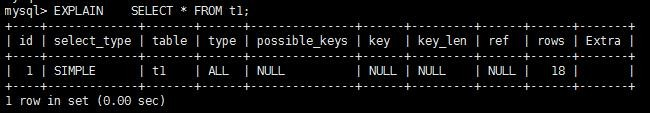 mysql> EXPLAIN    SELECT * FROM t1;
+----+-------------+-------+------+---------------+------+---------+------+------+-------+
| id | select_type | table | type | possible_keys | key  | key_len | ref  | rows | Extra |
+----+-------------+-------+------+---------------+------+---------+------+------+-------+
|  1 | SIMPLE      | t1    | ALL  | NULL          | NULL | NULL    | NULL |   18 |       |
+----+-------------+-------+------+---------------+------+---------+------+------+-------+
1 row in set (0.00 sec)